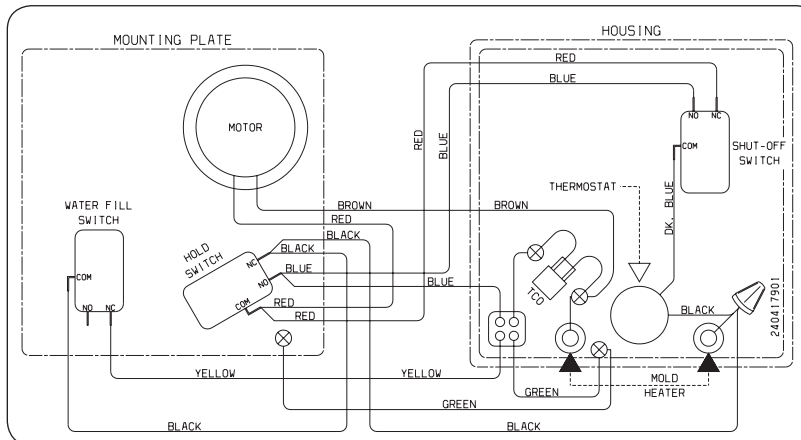 HOUSING
MOUNTING PLATE
RED
BLUE
MOTOR
RED
BLUE
NO
NC
COM
SHUT-OFF
SWITCH
THERMOSTAT
DK. BLUE
WATER FILL
SWITCH
HOLD
SWITCH
BROWN
BROWN
RED
BLACK
BLACK
NC
COM
BLUE
NO
BLUE
TCO
NO
NC
COM
RED
RED
BLACK
240417901
YELLOW
YELLOW
MOLD
HEATER
GREEN
GREEN
BLACK
BLACK